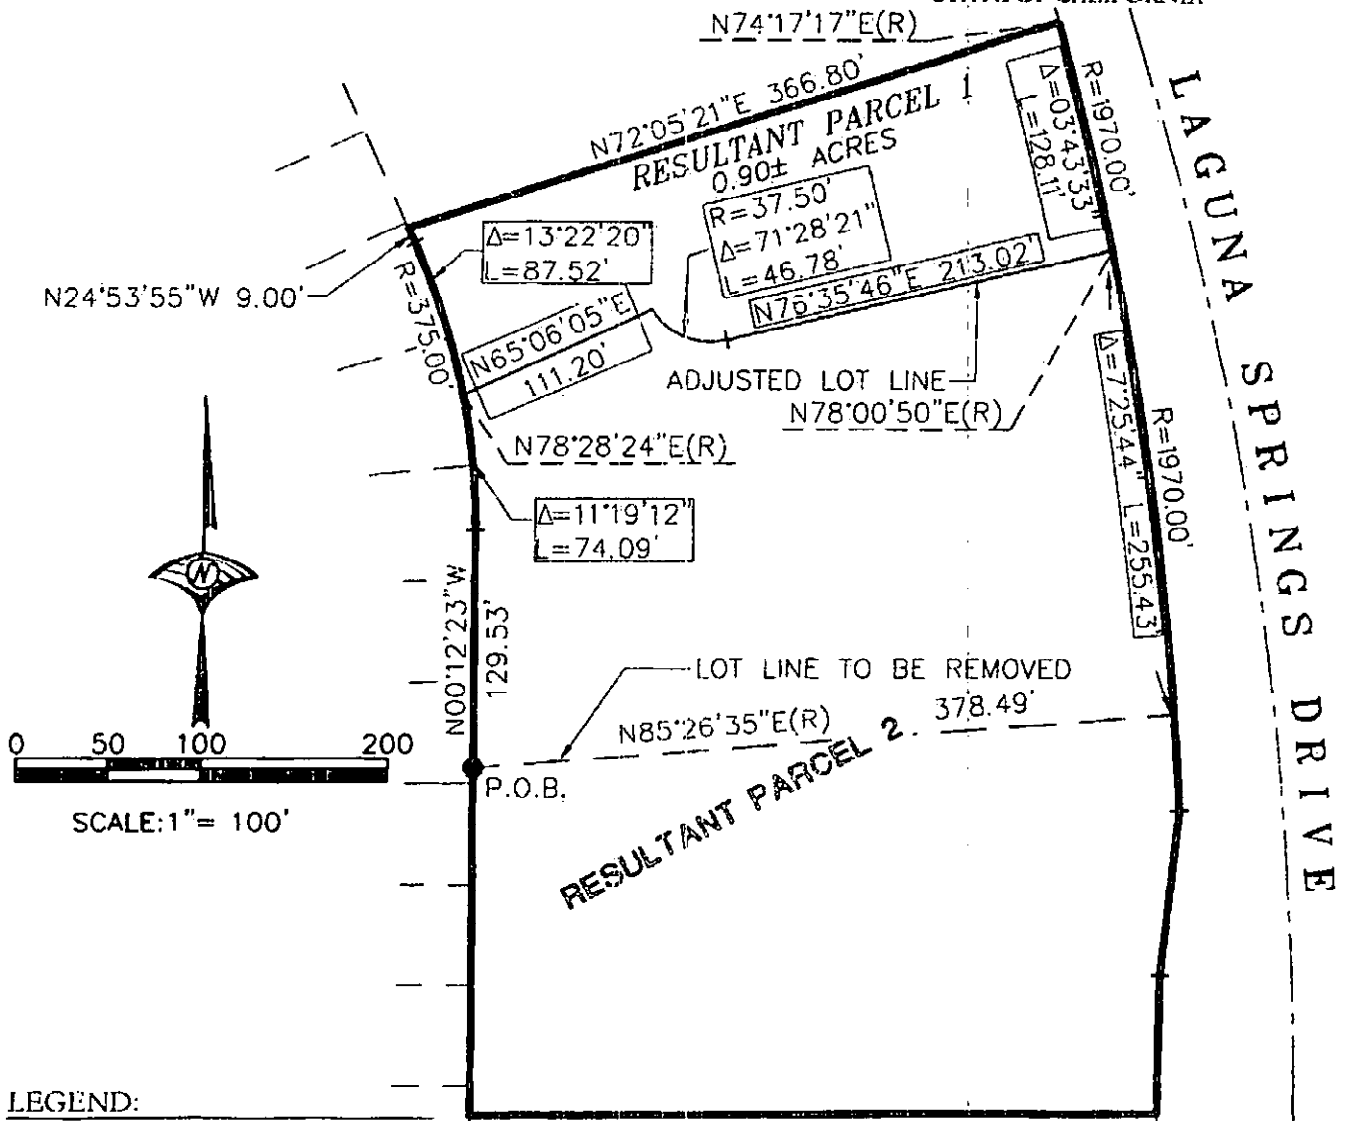 N74°17'17"E(R)
N72°05'21"E 366.80'
RESULTANT PARCEL 1
0.90± ACRES
R=1970.00'
Δ=03°43'33"
L=128.11'
LAGUNA SPRINGS DRIVE
R=37.50'
Δ=71°28'21"
L=46.78'
Δ=13°22'20"
L=87.52'
N24°53'55"W 9.00'
R=375.00'
N76°35'46"E 213.02'
N65°06'05"E
111.20'
ADJUSTED LOT LINE
N78°00'50"E(R)
N78°28'24"E(R)
Δ=7°25'44" L=255.43'
R=1970.00'
Δ=11°19'12"
L=74.09'
N
N00°12'23"W
129.53'
LOT LINE TO BE REMOVED
N85°26'35"E(R)
378.49'
RESULTANT PARCEL 2
P.O.B.
0 50 100 200
SCALE: 1"= 100'
LEGEND: